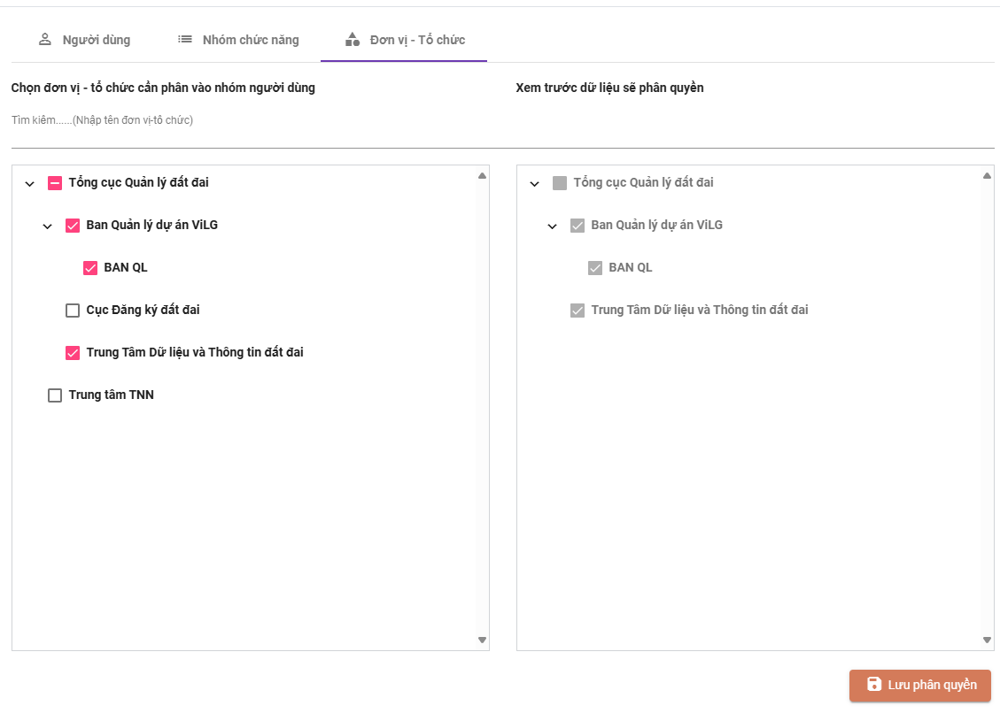 Người dùng
Nhóm chức năng
Đơn vị - Tổ chức
Chọn đơn vị - tổ chức cần phân vào nhóm người dùng
Xem trước dữ liệu sẽ phân quyền
Tìm kiếm......(Nhập tên đơn vị-tổ chức)
Tổng cục Quản lý đất đai
Ban Quản lý dự án ViLG
BAN QL
Cục Đăng ký đất đai
Trung Tâm Dữ liệu và Thông tin đất đai
Trung tâm TNN
Tổng cục Quản lý đất đai
Ban Quản lý dự án ViLG
BAN QL
Trung Tâm Dữ liệu và Thông tin đất đai
Lưu phân quyền